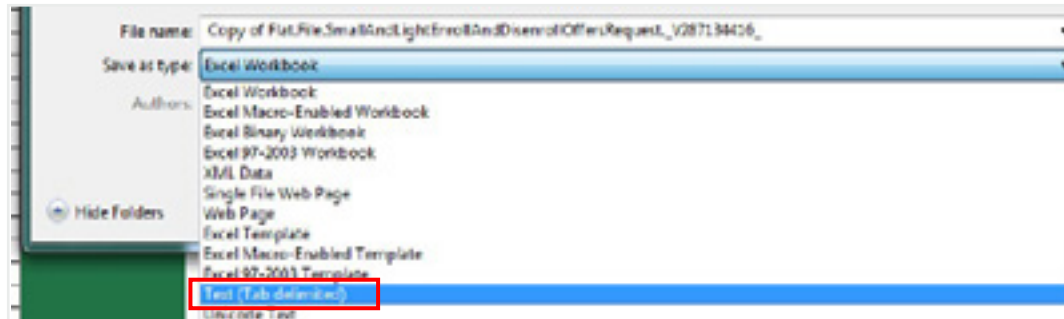 File name: Copy of Flat.File.SmallAndLightEnrollAndDisenrollOffersRequest._V287134416_
Save as type: Excel Workbook
Authors:
Excel Workbook
Excel Macro-Enabled Workbook
Excel Binary Workbook
Excel 97-2003 Workbook
XML Data
Single File Web Page
Hide Folders
Web Page
Excel Template
Excel Macro-Enabled Template
Excel 97-2003 Template
Text (Tab delimited)
Unicode Text